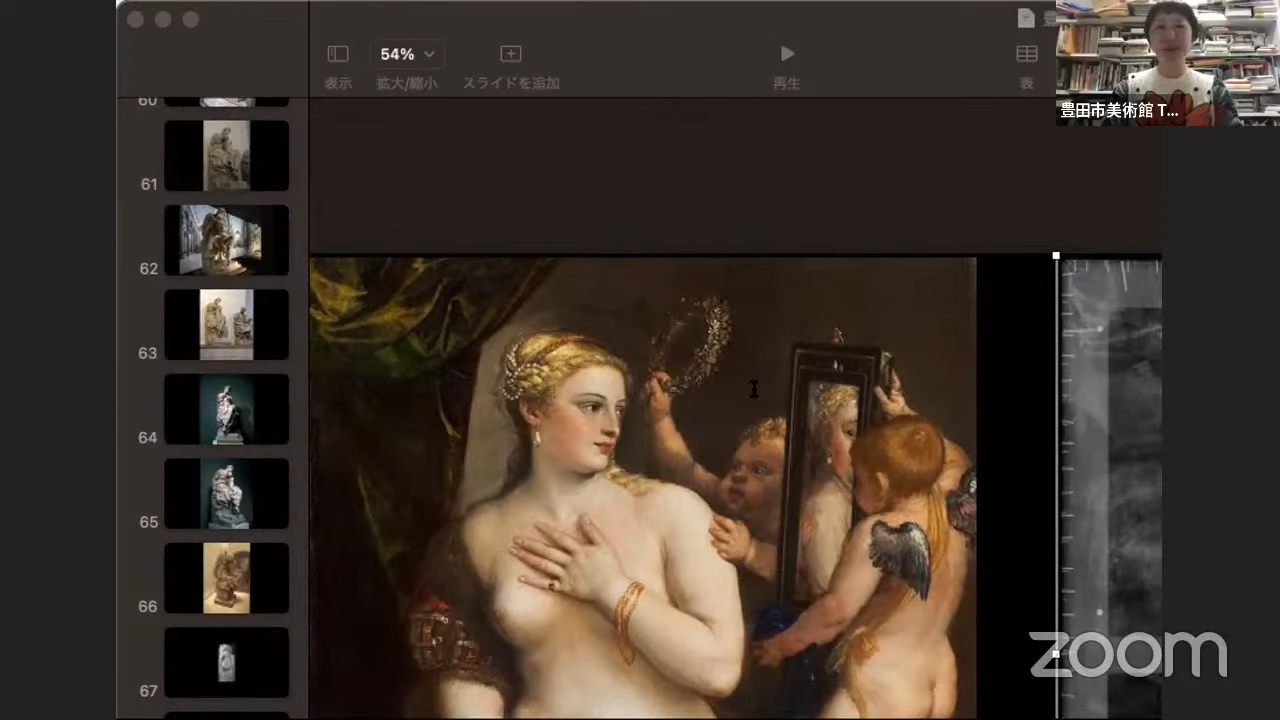 54%
表示
拡大/縮小
スライドを追加
再生
表
豊田市美術館 T...
60
61
62
63
64
65
66
67
zoom